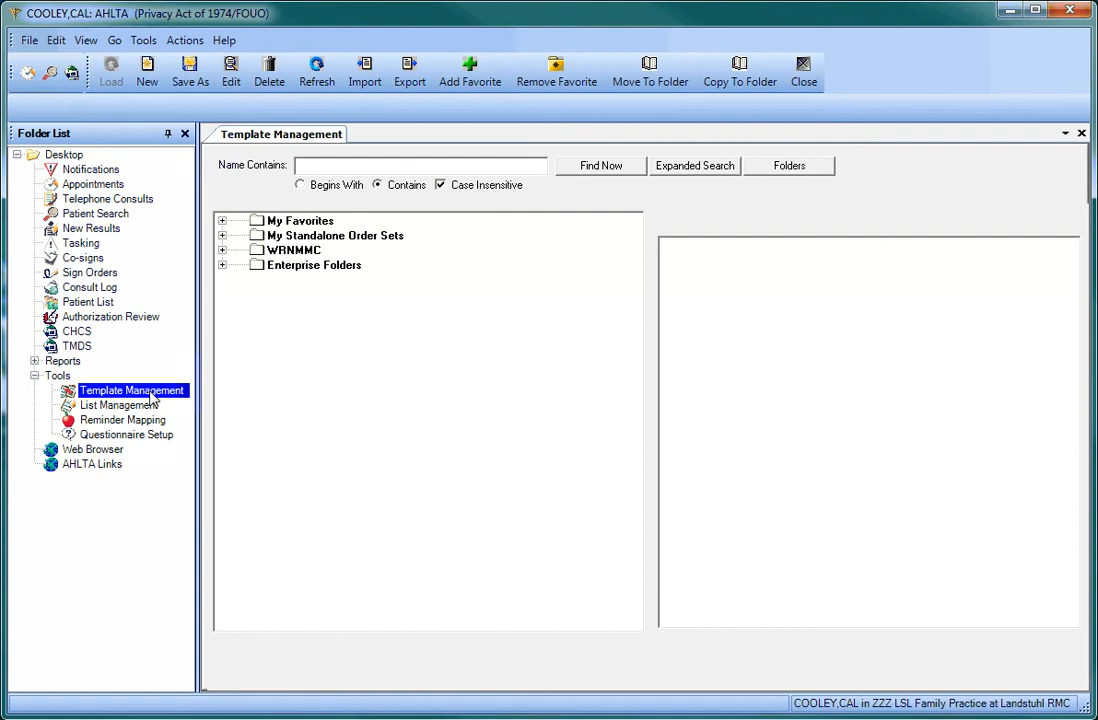 COOLEY,CAL: AHLTA (Privacy Act of 1974/FOUO)
File Edit View Go Tools Actions Help
Load New Save As Edit Delete Refresh Import Export Add Favorite Remove Favorite Move To Folder Copy To Folder Close
Folder List
Template Management
Desktop
Notifications
Appointments
Telephone Consults
Patient Search
New Results
Tasking
Co-signs
Sign Orders
Consult Log
Patient List
Authorization Review
CHCS
TMDS
Reports
Tools
Template Management
List Management
Reminder Mapping
Questionnaire Setup
Web Browser
AHLTA Links
Name Contains: Find Now Expanded Search Folders
Begins With Contains Case Insensitive
My Favorites
My Standalone Order Sets
WRNMMC
Enterprise Folders
COOLEY,CAL in ZZZ LSL Family Practice at Landstuhl RMC